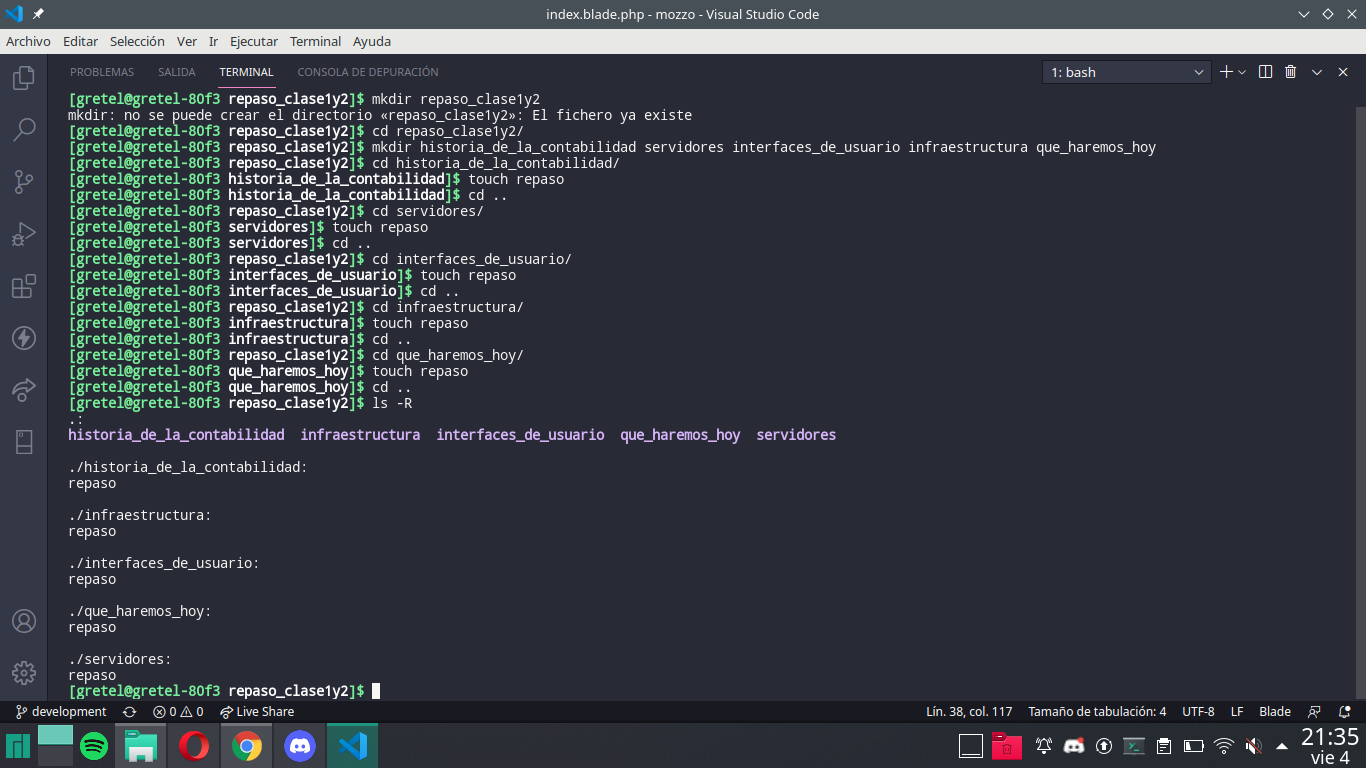 index.blade.php - mozzo - Visual Studio Code
Archivo Editar Selección Ver Ir Ejecutar Terminal Ayuda
PROBLEMAS SALIDA TERMINAL CONSOLA DE DEPURACIÓN 1: bash
[gretel@gretel-80f3 repaso_clase1y2]$ mkdir repaso_clase1y2
mkdir: no se puede crear el directorio «repaso_clase1y2»: El fichero ya existe
[gretel@gretel-80f3 repaso_clase1y2]$ cd repaso_clase1y2/
[gretel@gretel-80f3 repaso_clase1y2]$ mkdir historia_de_la_contabilidad servidores interfaces_de_usuario infraestructura que_haremos_hoy
[gretel@gretel-80f3 repaso_clase1y2]$ cd historia_de_la_contabilidad/
[gretel@gretel-80f3 historia_de_la_contabilidad]$ touch repaso
[gretel@gretel-80f3 historia_de_la_contabilidad]$ cd ..
[gretel@gretel-80f3 repaso_clase1y2]$ cd servidores/
[gretel@gretel-80f3 servidores]$ touch repaso
[gretel@gretel-80f3 servidores]$ cd ..
[gretel@gretel-80f3 repaso_clase1y2]$ cd interfaces_de_usuario/
[gretel@gretel-80f3 interfaces_de_usuario]$ touch repaso
[gretel@gretel-80f3 interfaces_de_usuario]$ cd ..
[gretel@gretel-80f3 repaso_clase1y2]$ cd infraestructura/
[gretel@gretel-80f3 infraestructura]$ touch repaso
[gretel@gretel-80f3 infraestructura]$ cd ..
[gretel@gretel-80f3 repaso_clase1y2]$ cd que_haremos_hoy/
[gretel@gretel-80f3 que_haremos_hoy]$ touch repaso
[gretel@gretel-80f3 que_haremos_hoy]$ cd ..
[gretel@gretel-80f3 repaso_clase1y2]$ ls -R
.:
historia_de_la_contabilidad infraestructura interfaces_de_usuario que_haremos_hoy servidores
./historia_de_la_contabilidad:
repaso
./infraestructura:
repaso
./interfaces_de_usuario:
repaso
./que_haremos_hoy:
repaso
./servidores:
repaso
[gretel@gretel-80f3 repaso_clase1y2]$
development 0 0 Live Share Lín. 38, col. 117 Tamaño de tabulación: 4 UTF-8 LF Blade
21:35
vie 4